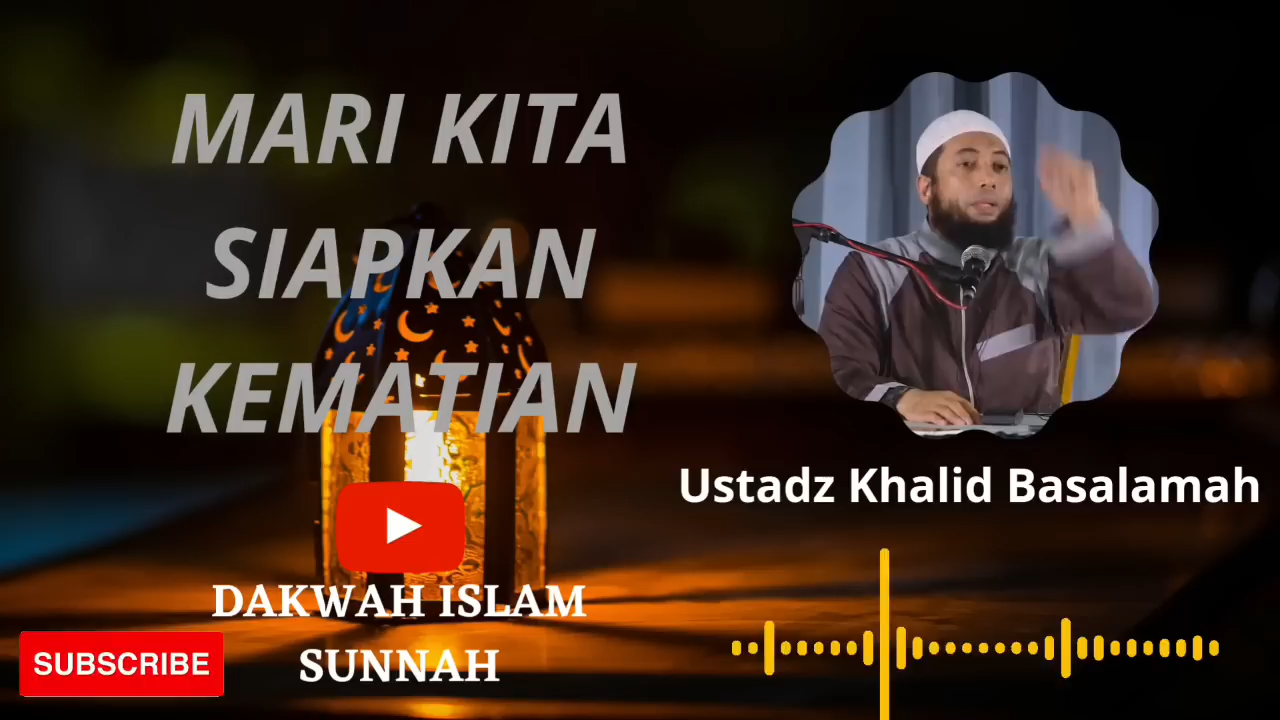 MARI KITA
SIAPKAN
KEMATIAN
Ustadz Khalid Basalamah
DAKWAH ISLAM
SUNNAH
SUBSCRIBE